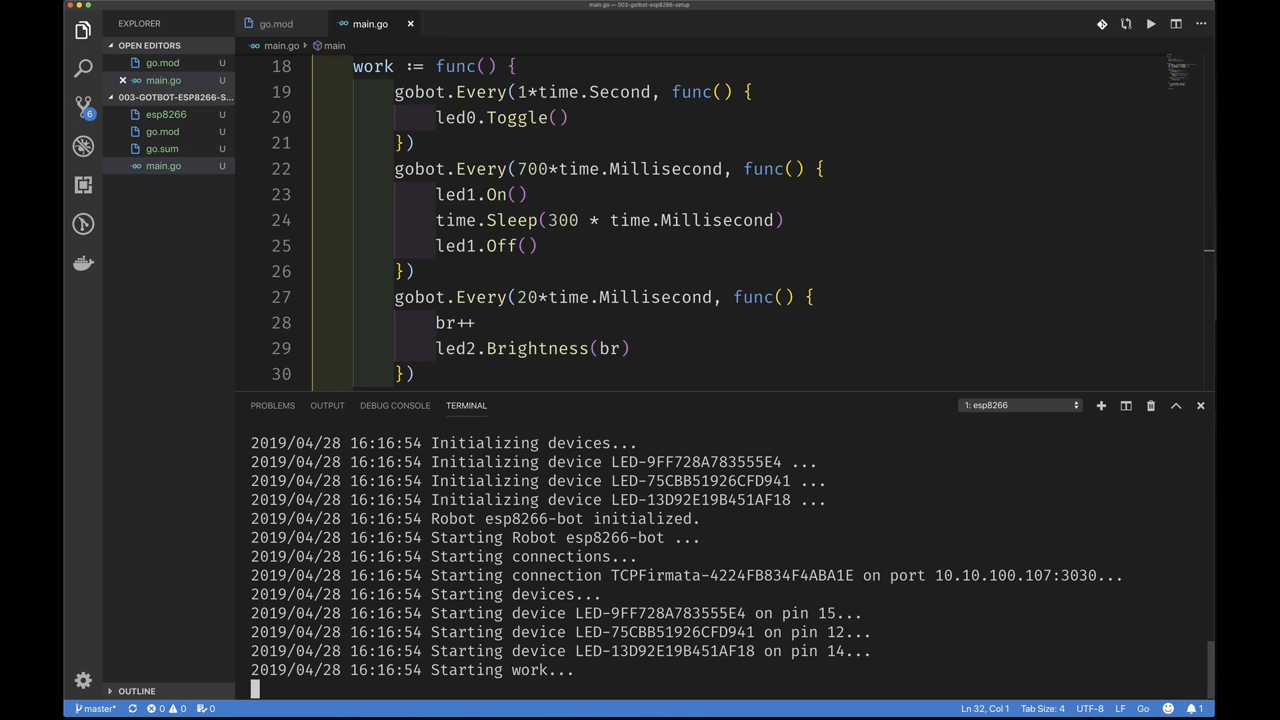 main.go — 003-gotbot-esp8266-setup
EXPLORER
go.mod
main.go
OPEN EDITORS
main.go
main
go.mod U
main.go U
003-GOTBOT-ESP8266-S...
esp8266 U
go.mod U
go.sum U
main.go U
6
18 work := func() {
19 gobot.Every(1*time.Second, func() {
20 led0.Toggle()
21 })
22 gobot.Every(700*time.Millisecond, func() {
23 led1.On()
24 time.Sleep(300 * time.Millisecond)
25 led1.Off()
26 })
27 gobot.Every(20*time.Millisecond, func() {
28 br++
29 led2.Brightness(br)
30 })
PROBLEMS OUTPUT DEBUG CONSOLE TERMINAL 1: esp8266
2019/04/28 16:16:54 Initializing devices...
2019/04/28 16:16:54 Initializing device LED-9FF728A783555E4 ...
2019/04/28 16:16:54 Initializing device LED-75CBB51926CFD941 ...
2019/04/28 16:16:54 Initializing device LED-13D92E19B451AF18 ...
2019/04/28 16:16:54 Robot esp8266-bot initialized.
2019/04/28 16:16:54 Starting Robot esp8266-bot ...
2019/04/28 16:16:54 Starting connections...
2019/04/28 16:16:54 Starting connection TCPFirmata-4224FB834F4ABA1E on port 10.10.100.107:3030...
2019/04/28 16:16:54 Starting devices...
2019/04/28 16:16:54 Starting device LED-9FF728A783555E4 on pin 15...
2019/04/28 16:16:54 Starting device LED-75CBB51926CFD941 on pin 12...
2019/04/28 16:16:54 Starting device LED-13D92E19B451AF18 on pin 14...
2019/04/28 16:16:54 Starting work...
OUTLINE
master* 0 0 0 Ln 32, Col 1 Tab Size: 4 UTF-8 LF Go 1